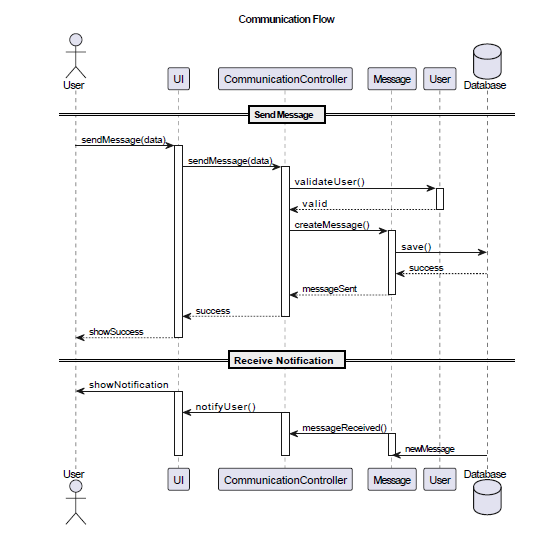 Communication Flow
User
UI
CommunicationController
Message
User
Database
Send Message
sendMessage(data)
sendMessage(data)
validateUser()
valid
createMessage()
save()
success
messageSent
success
showSuccess
Receive Notification
showNotification
notifyUser()
messageReceived()
newMessage
User
UI
CommunicationController
Message
User
Database